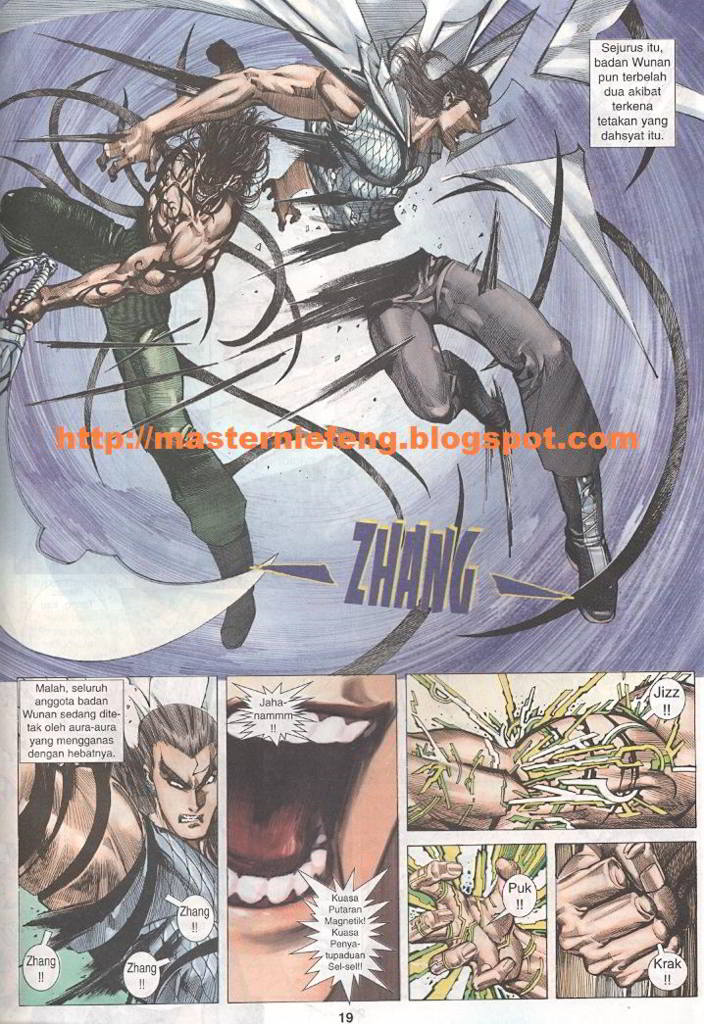 Sejurus itu,
badan Wunan
pun terbelah
dua akibat
terkena
tetakan yang
dahsyat itu.
http://masterniefeng.blogspot.com
ZHANG
Malah, seluruh
anggota badan
Wunan sedang dite-
tak oleh aura-aura
yang mengganas
dengan hebatnya.
Zhang
!!
Zhang
!!
Zhang
!!
Jaha-
nammm
!!
Kuasa
Putaran
Magnetik!
Kuasa
Penya-
tupaduan
Sel-sel!!
Jizz
!!
Puk
!!
Krak
!!
19